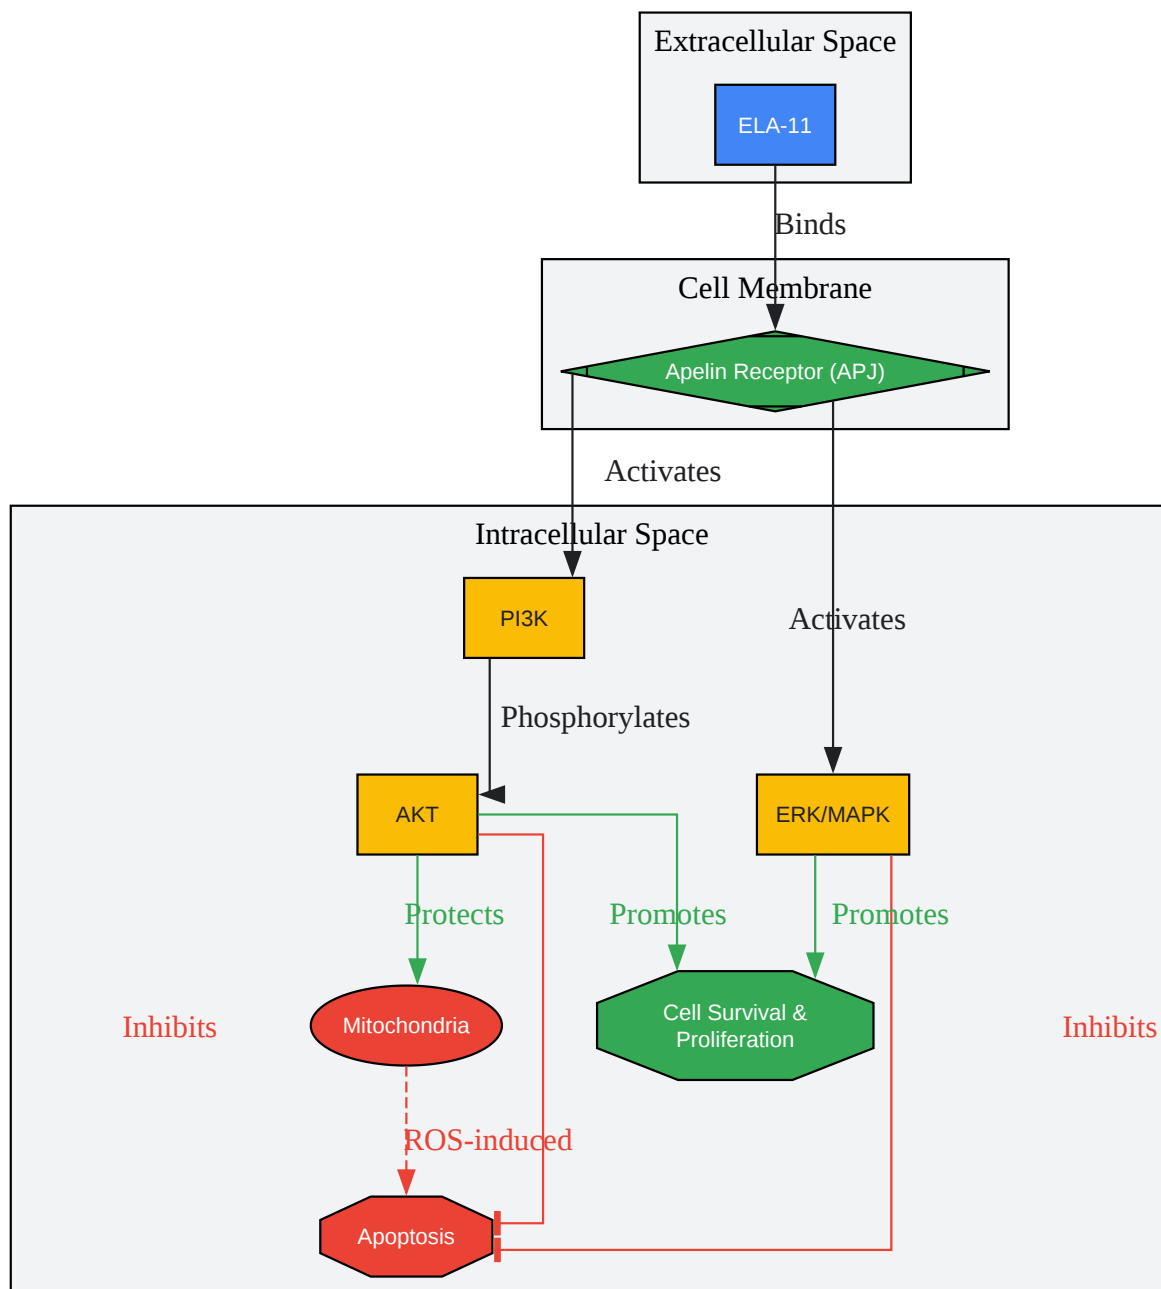 Extracellular Space
ELA-11
Binds
Cell Membrane
Apelin Receptor (APJ)
Activates
Intracellular Space
PI3K
Activates
Phosphorylates
AKT
ERK/MAPK
Protects
Promotes
Promotes
Inhibits
Mitochondria
Cell Survival &
Proliferation
Inhibits
ROS-induced
Apoptosis